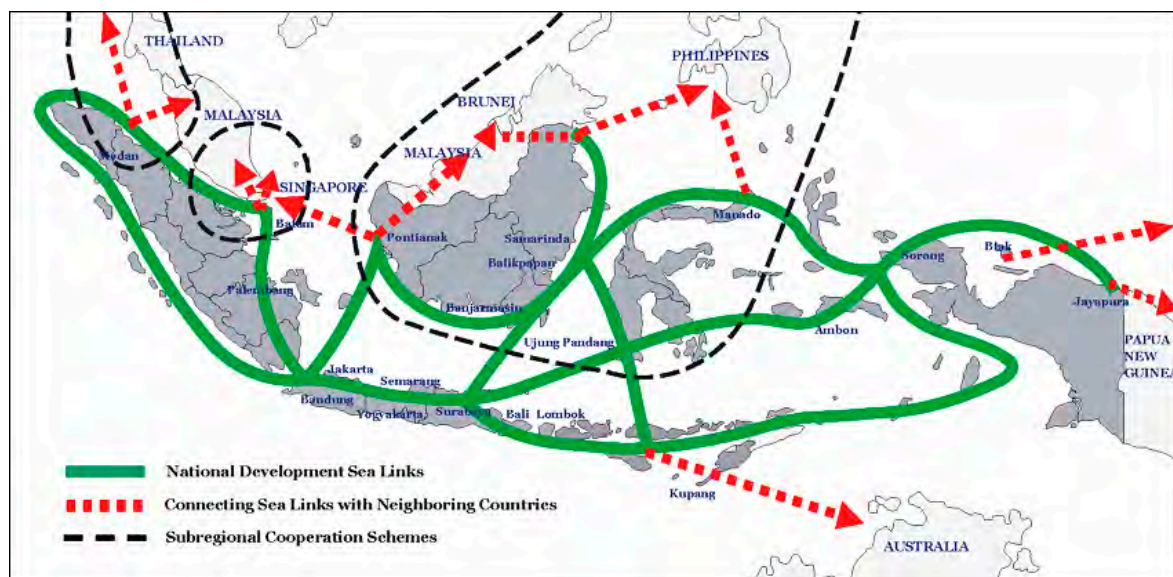 THAILAND
PHILIPPINES
BRUNEI
MALAYSIA
MALAYSIA
Medan
SINGAPORE
Batam
Manado
Pontianak
Samarinda
Biak
Sorong
Balikpapan
Palembang
Jayapura
Banjarmasin
Ambon
Ujung Pandang
PAPUA
NEW
GUINEA
Jakarta
Semarang
Bandung
Yogyakarta
Surabaya
Bali
Lombok
National Development Sea Links
Kupang
Connecting Sea Links with Neighboring Countries
Subregional Cooperation Schemes
AUSTRALIA